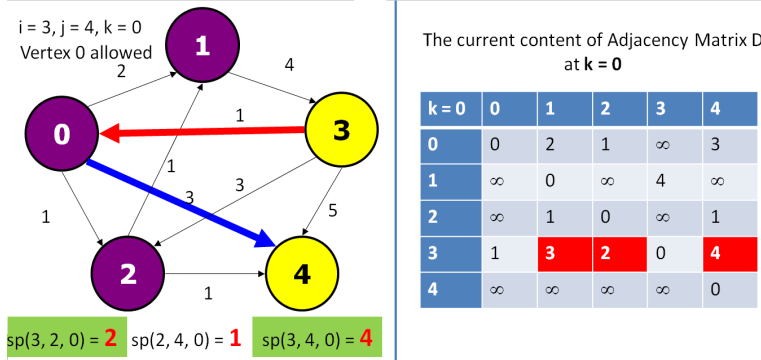 i = 3, j = 4, k = 0
Vertex 0 allowed
2
1
4
1
0
3
1
3
3
5
1
2
4
1
sp(3, 2, 0) = 2 sp(2, 4, 0) = 1 sp(3, 4, 0) = 4
The current content of Adjacency Matrix D
at k = 0
k = 0 0 1 2 3 4
0 0 2 1 ∞ 3
1 ∞ 0 ∞ 4 ∞
2 ∞ 1 0 ∞ 1
3 1 3 2 0 4
4 ∞ ∞ ∞ ∞ 0